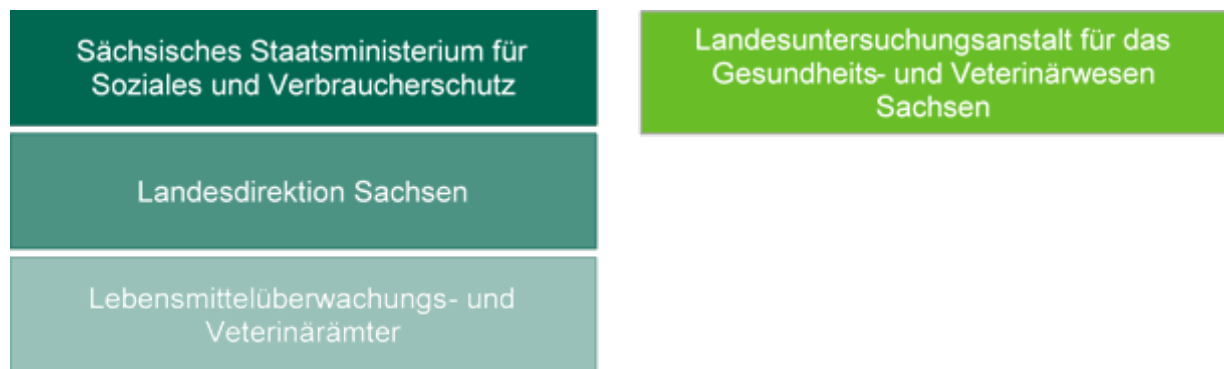 Sächsisches Staatsministerium für
Soziales und Verbraucherschutz
Landesdirektion Sachsen
Lebensmittelüberwachungs- und
Veterinärämter
Landesuntersuchungsanstalt für das
Gesundheits- und Veterinärwesen
Sachsen